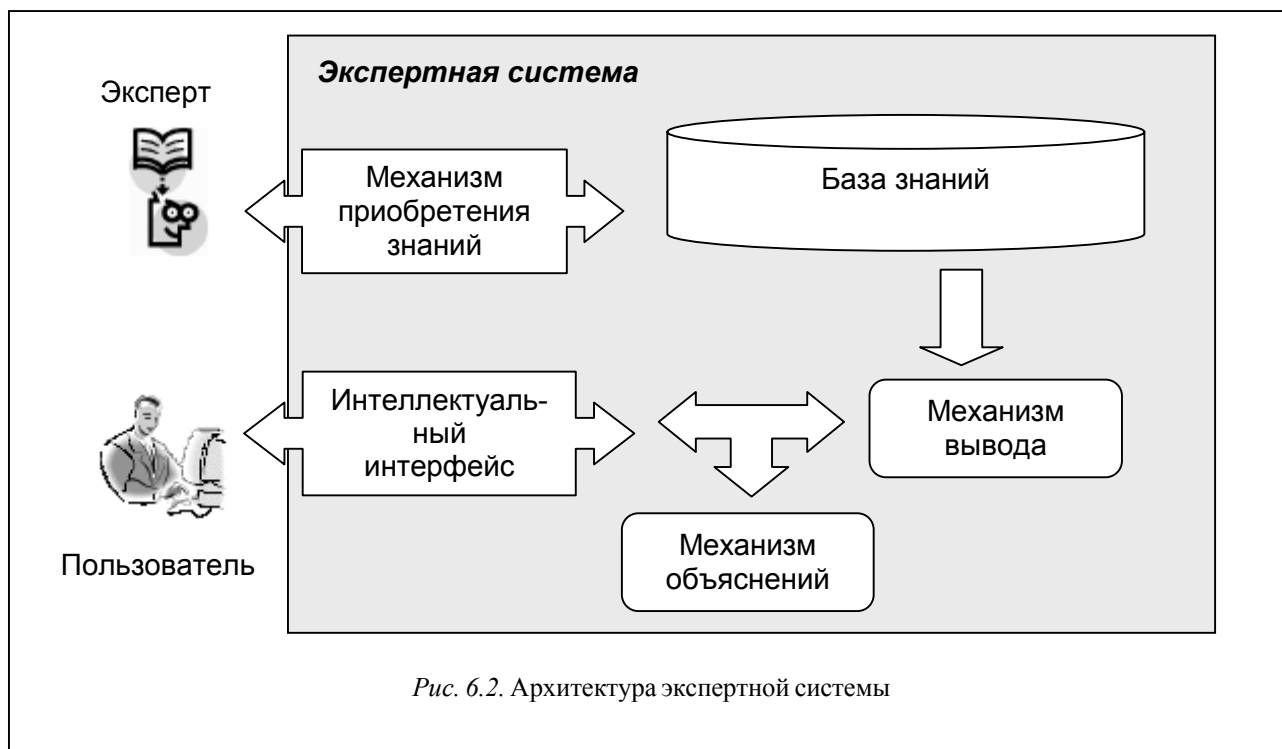 Экспертная система
Эксперт
Механизм
приобретения
знаний
База знаний
Интеллектуаль-
ный
интерфейс
Механизм
вывода
Механизм
объяснений
Пользователь
Рис. 6.2. Архитектура экспертной системы